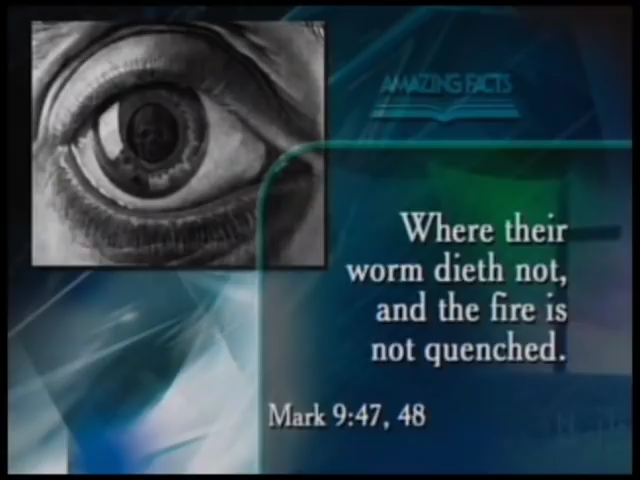 AMAZING FACTS
Where their
worm dieth not,
and the fire is
not quenched.
Mark 9:47, 48